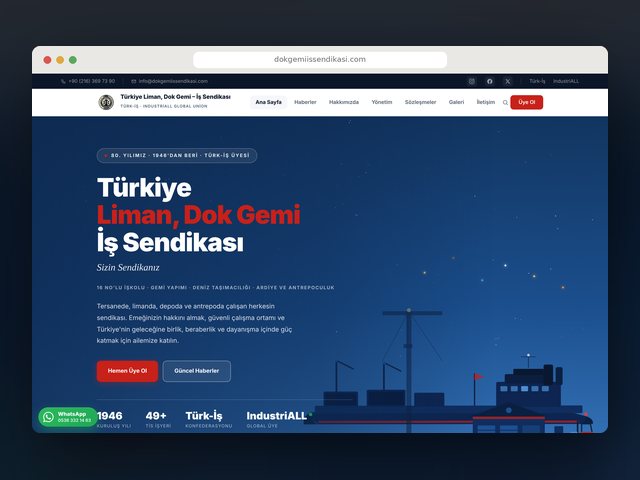 dokgemiissendikasi.com
+90 (216) 369 73 90
info@dokgemiissendikasi.com
Türk-İş
IndustriALL
Türkiye Liman, Dok Gemi – İş Sendikası
TÜRK-İŞ · INDUSTRIALL GLOBAL UNION
Ana Sayfa
Haberler
Hakkımızda
Yönetim
Sözleşmeler
Galeri
İletişim
Üye Ol
80. YILIMIZ · 1946'DAN BERİ · TÜRK-İŞ ÜYESİ
Türkiye
Liman, Dok Gemi
İş Sendikası
Sizin Sendikanız
16 NO'LU İŞKOLU · GEMİ YAPIMI · DENİZ TAŞIMACILIĞI · ARDİYE VE ANTREPOCULUK
Tersanede, limanda, depoda ve antrepoda çalışan herkesin
sendikası. Emeğinizin hakkını almak, güvenli çalışma ortamı ve
Türkiye'nin geleceğine birlik, beraberlik ve dayanışma içinde güç
katmak için ailemize katılın.
Hemen Üye Ol
Güncel Haberler
WhatsApp
0536 332 14 63
1946
KURULUŞ YILI
49+
TİS İŞYERİ
Türk-İş
KONFEDERASYONU
IndustriALL
GLOBAL ÜYE